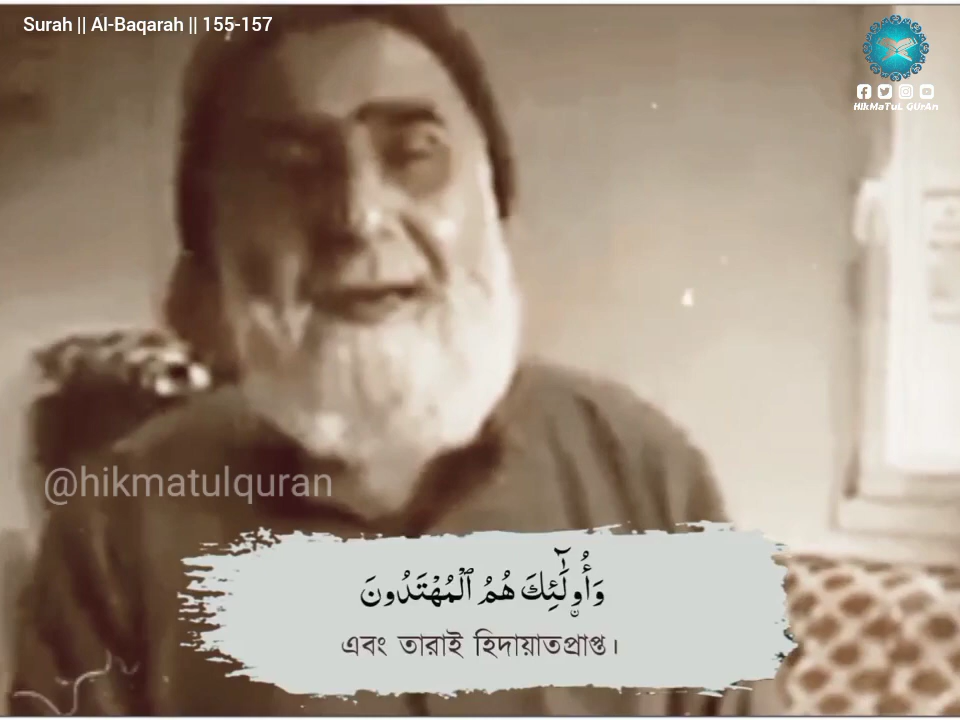 Surah || Al-Baqarah || 155-157
HIkMaTuL QUrAn
@hikmatulquran
وَأُو۟لَٰٓئِكَ هُمُ ٱلْمُهْتَدُونَ
এবং তারাই হিদায়াতপ্রাপ্ত।